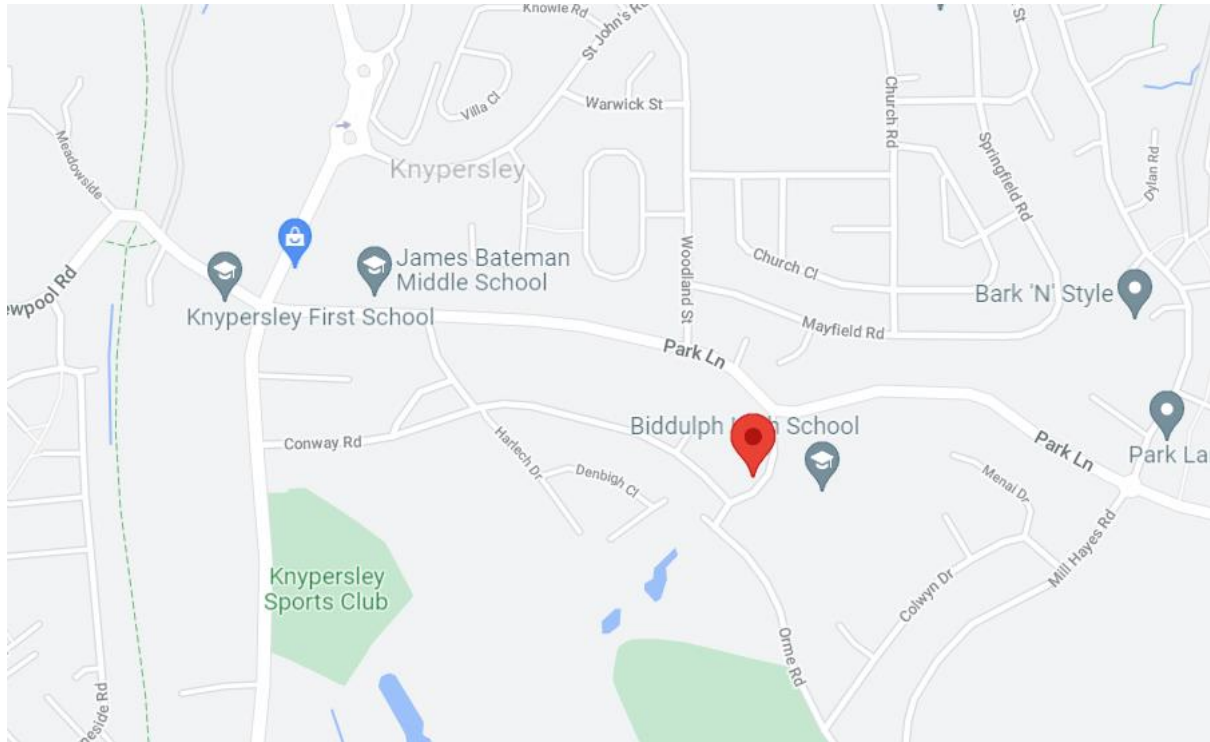 Knowle Rd
St John's Rd
St
Villa Cl
Warwick St
Church Rd
Springfield Rd
Dylan Rd
Meadowside
Knypersley
Woodland St
Church Cl
James Bateman
Middle School
Bark 'N' Style
ewpool Rd
Knypersley First School
Mayfield Rd
Park Ln
Biddulph High School
Conway Rd
Harlech Dr
Denbigh Cl
Park Ln
Park La
Menai Dr
Mill Hayes Rd
Colwyn Dr
Knypersley
Sports Club
Orme Rd
eside Rd